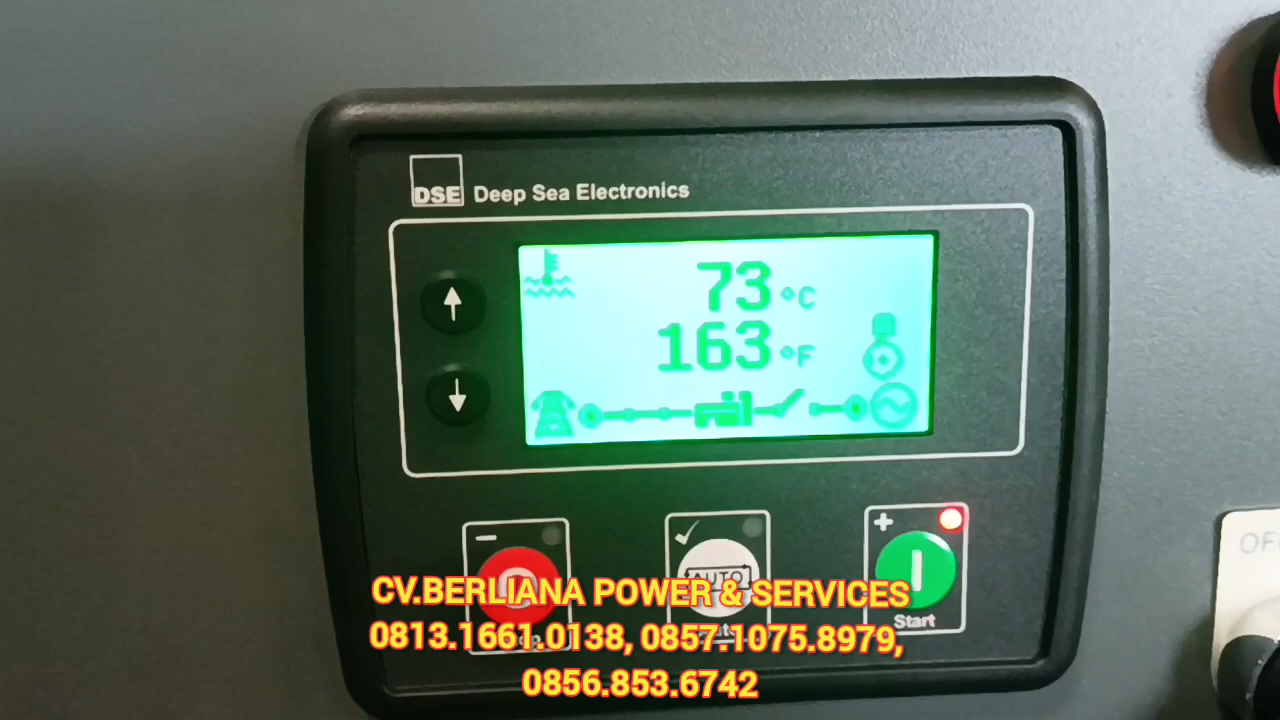 DSE Deep Sea Electronics
73 °C
163 °F
AUTO
Start
CV.BERLIANA POWER & SERVICES
0813.1661.0138, 0857.1075.8979,
0856.853.6742